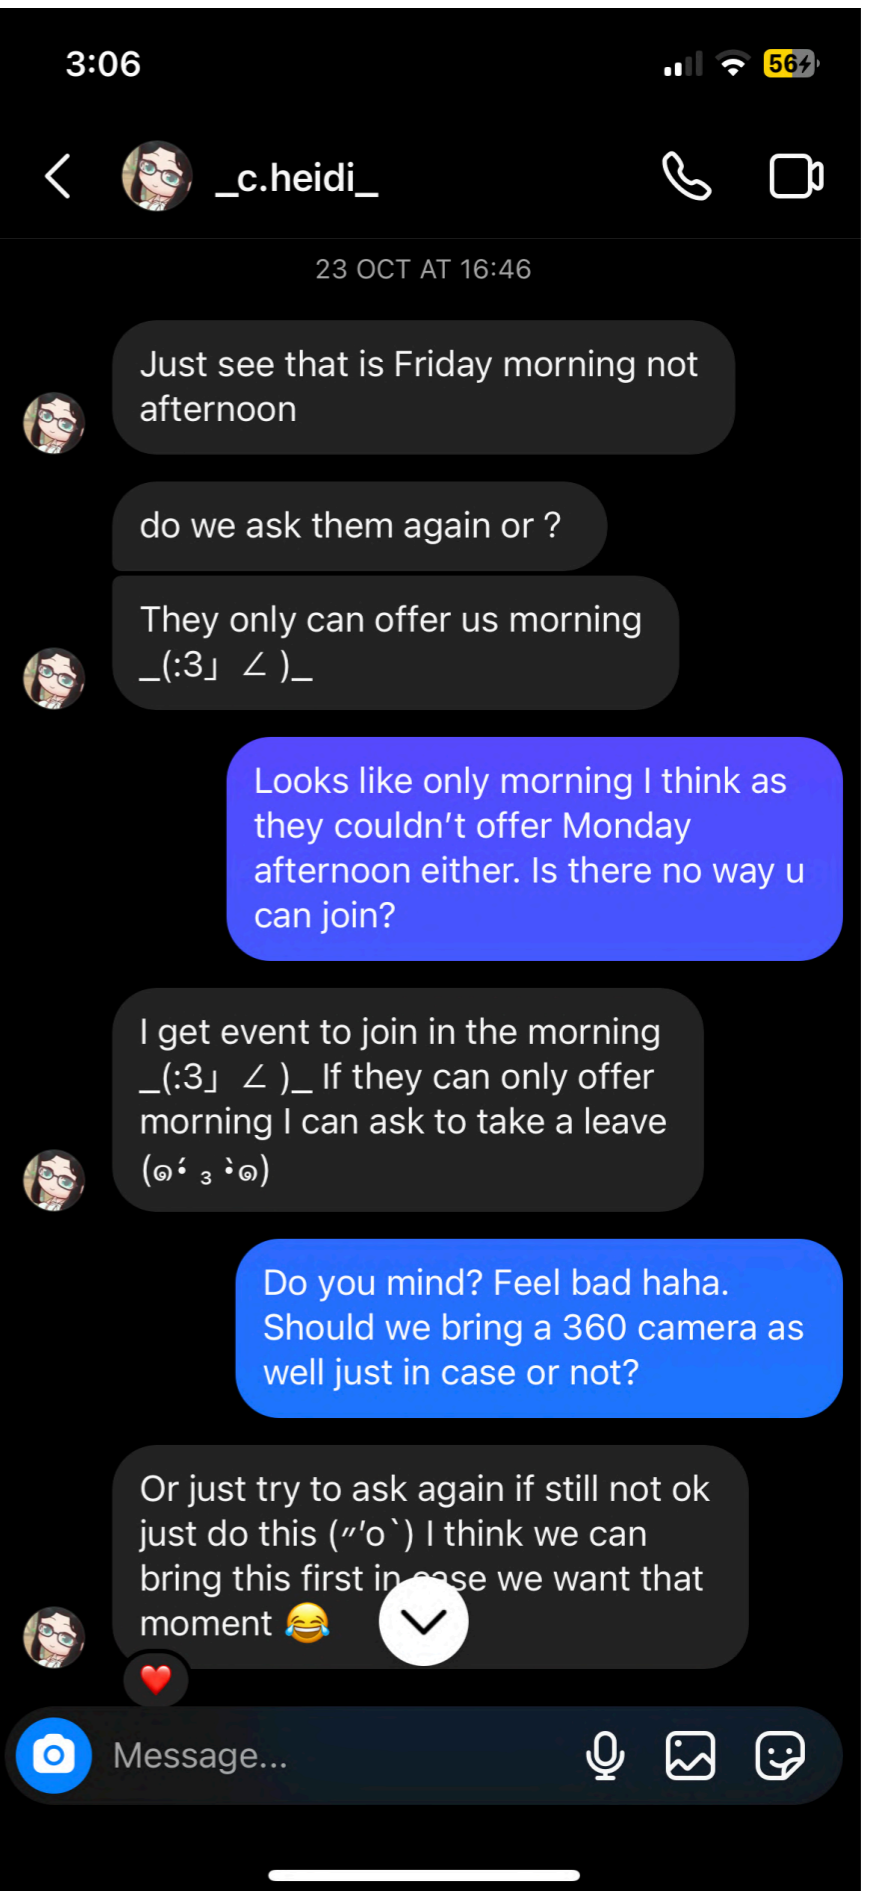 3:06
56
_c.heidi_
23 OCT AT 16:46
Just see that is Friday morning not
afternoon
do we ask them again or ?
They only can offer us morning
_(:3」∠ )_
Looks like only morning I think as
they couldn't offer Monday
afternoon either. Is there no way u
can join?
I get event to join in the morning
_(:3」∠ )_ If they can only offer
morning I can ask to take a leave
(๑•́ ₃ •̀๑)
Do you mind? Feel bad haha.
Should we bring a 360 camera as
well just in case or not?
Or just try to ask again if still not ok
just do this (〃'o`) I think we can
bring this first in case we want that
moment 😂
❤️
Message...